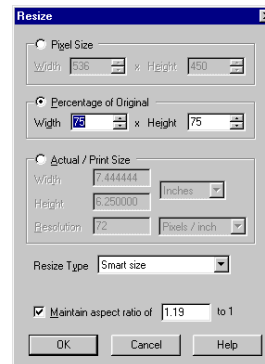 Resize
Pixel Size
Width 536 x Height 450
Percentage of Original
Width 75 x Height 75
Actual / Print Size
Width 7.444444
Inches
Height 6.250000
Resolution 72 Pixels / inch
Resize Type Smart size
Maintain aspect ratio of 1.19 to 1
OK Cancel Help